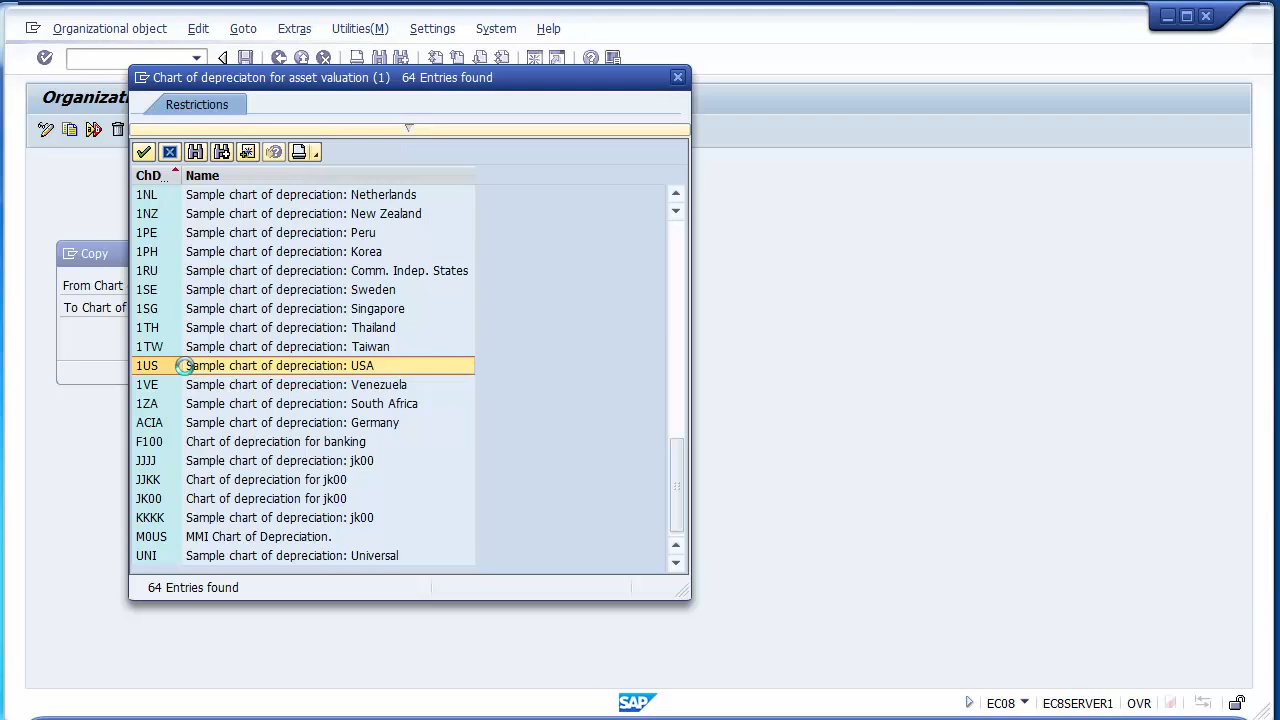 Organizational object Edit Goto Extras Utilities(M) Settings System Help
Chart of depreciaton for asset valuation (1) 64 Entries found
Organizati
Restrictions
ChD.. Name
1NL Sample chart of depreciation: Netherlands
1NZ Sample chart of depreciation: New Zealand
1PE Sample chart of depreciation: Peru
1PH Sample chart of depreciation: Korea
1RU Sample chart of depreciation: Comm. Indep. States
1SE Sample chart of depreciation: Sweden
1SG Sample chart of depreciation: Singapore
1TH Sample chart of depreciation: Thailand
1TW Sample chart of depreciation: Taiwan
1US Sample chart of depreciation: USA
1VE Sample chart of depreciation: Venezuela
1ZA Sample chart of depreciation: South Africa
ACIA Sample chart of depreciation: Germany
F100 Chart of depreciation for banking
JJJJ Sample chart of depreciation: jk00
JJKK Chart of depreciation for jk00
JK00 Chart of depreciation for jk00
KKKK Sample chart of depreciation: jk00
M0US MMI Chart of Depreciation.
UNI Sample chart of depreciation: Universal
64 Entries found
Copy
From Chart
To Chart of
SAP EC08 EC8SERVER1 OVR